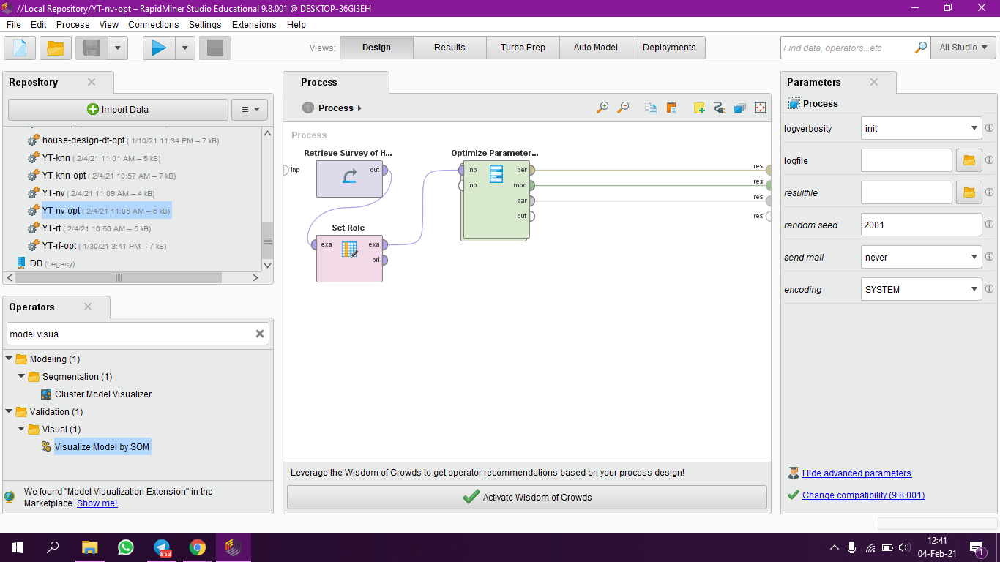 //Local Repository/YT-nv-opt – RapidMiner Studio Educational 9.8.001 @ DESKTOP-36GI3EH
File Edit Process View Connections Settings Extensions Help
Views: Design Results Turbo Prep Auto Model Deployments
Find data, operators...etc
All Studio
Repository
Import Data
house-design-dt-opt ( 1/10/21 11:34 PM – 7 kB)
YT-knn ( 2/4/21 11:01 AM – 5 kB)
YT-knn-opt ( 2/4/21 10:57 AM – 7 kB)
YT-nv ( 2/4/21 11:09 AM – 4 kB)
YT-nv-opt ( 2/4/21 11:05 AM – 6 kB)
YT-rf ( 2/4/21 10:50 AM – 5 kB)
YT-rf-opt ( 1/30/21 3:41 PM – 7 kB)
DB (Legacy)
Operators
model visua
Modeling (1)
Segmentation (1)
Cluster Model Visualizer
Validation (1)
Visual (1)
Visualize Model by SOM
We found "Model Visualization Extension" in the
Marketplace. Show me!
Process
Process
Process
inp
Retrieve Survey of H...
out
Set Role
exa exa
ori
Optimize Parameter...
inp per
inp mod
par
out
res
res
res
res
Leverage the Wisdom of Crowds to get operator recommendations based on your process design!
Activate Wisdom of Crowds
Parameters
Process
logverbosity init
logfile
resultfile
random seed 2001
send mail never
encoding SYSTEM
Hide advanced parameters
Change compatibility (9.8.001)
853
12:41
04-Feb-21
1